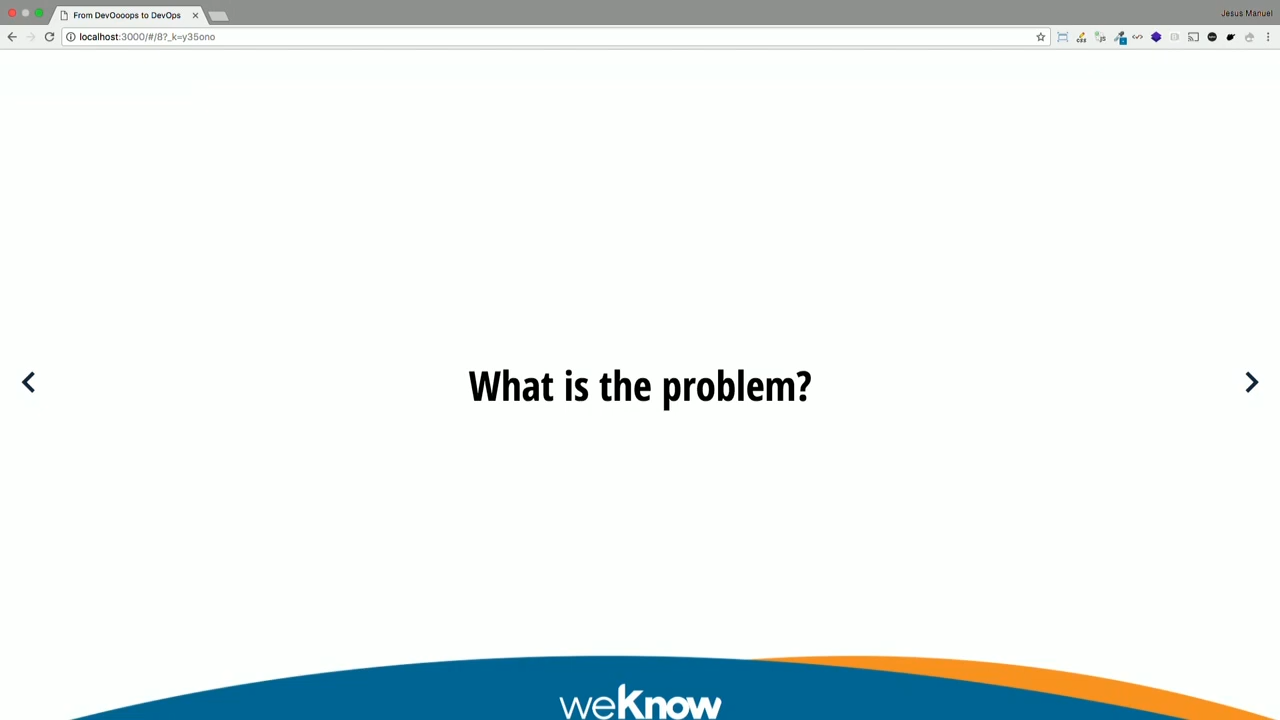 From DevOooops to DevOps
Jesus Manuel
localhost:3000/#/8?_k=y35ono
What is the problem?
weKnow